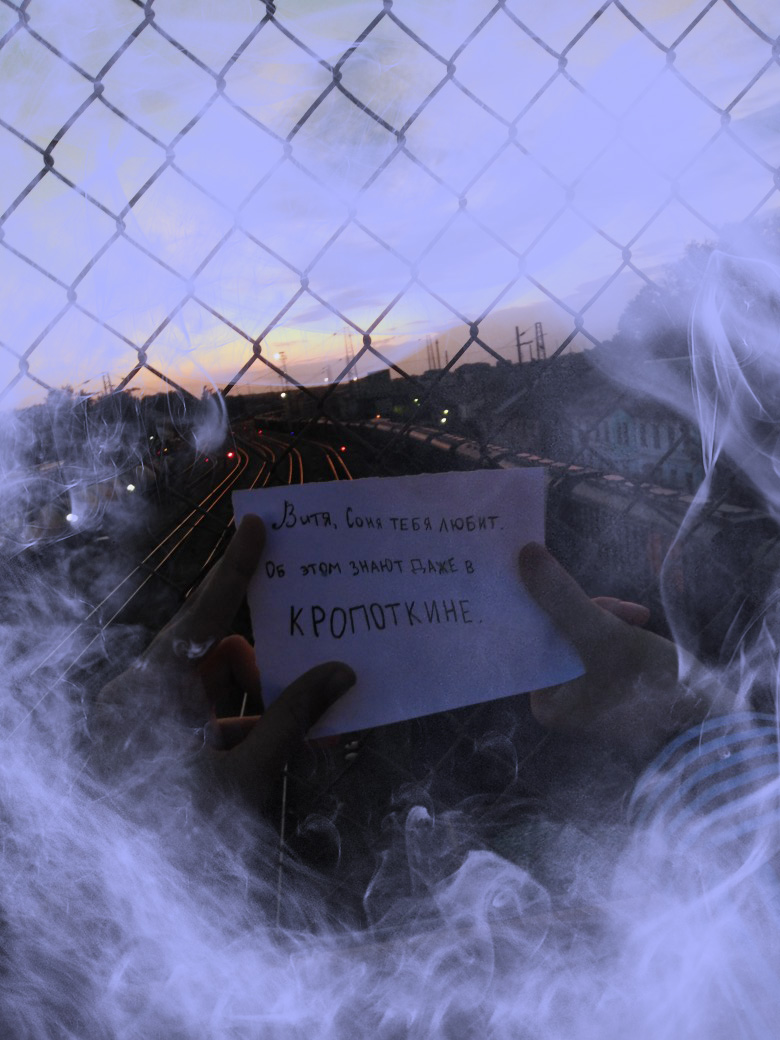 Витя, Соня тебя любит.
Об этом знают даже в
КРОПОТКИНЕ.